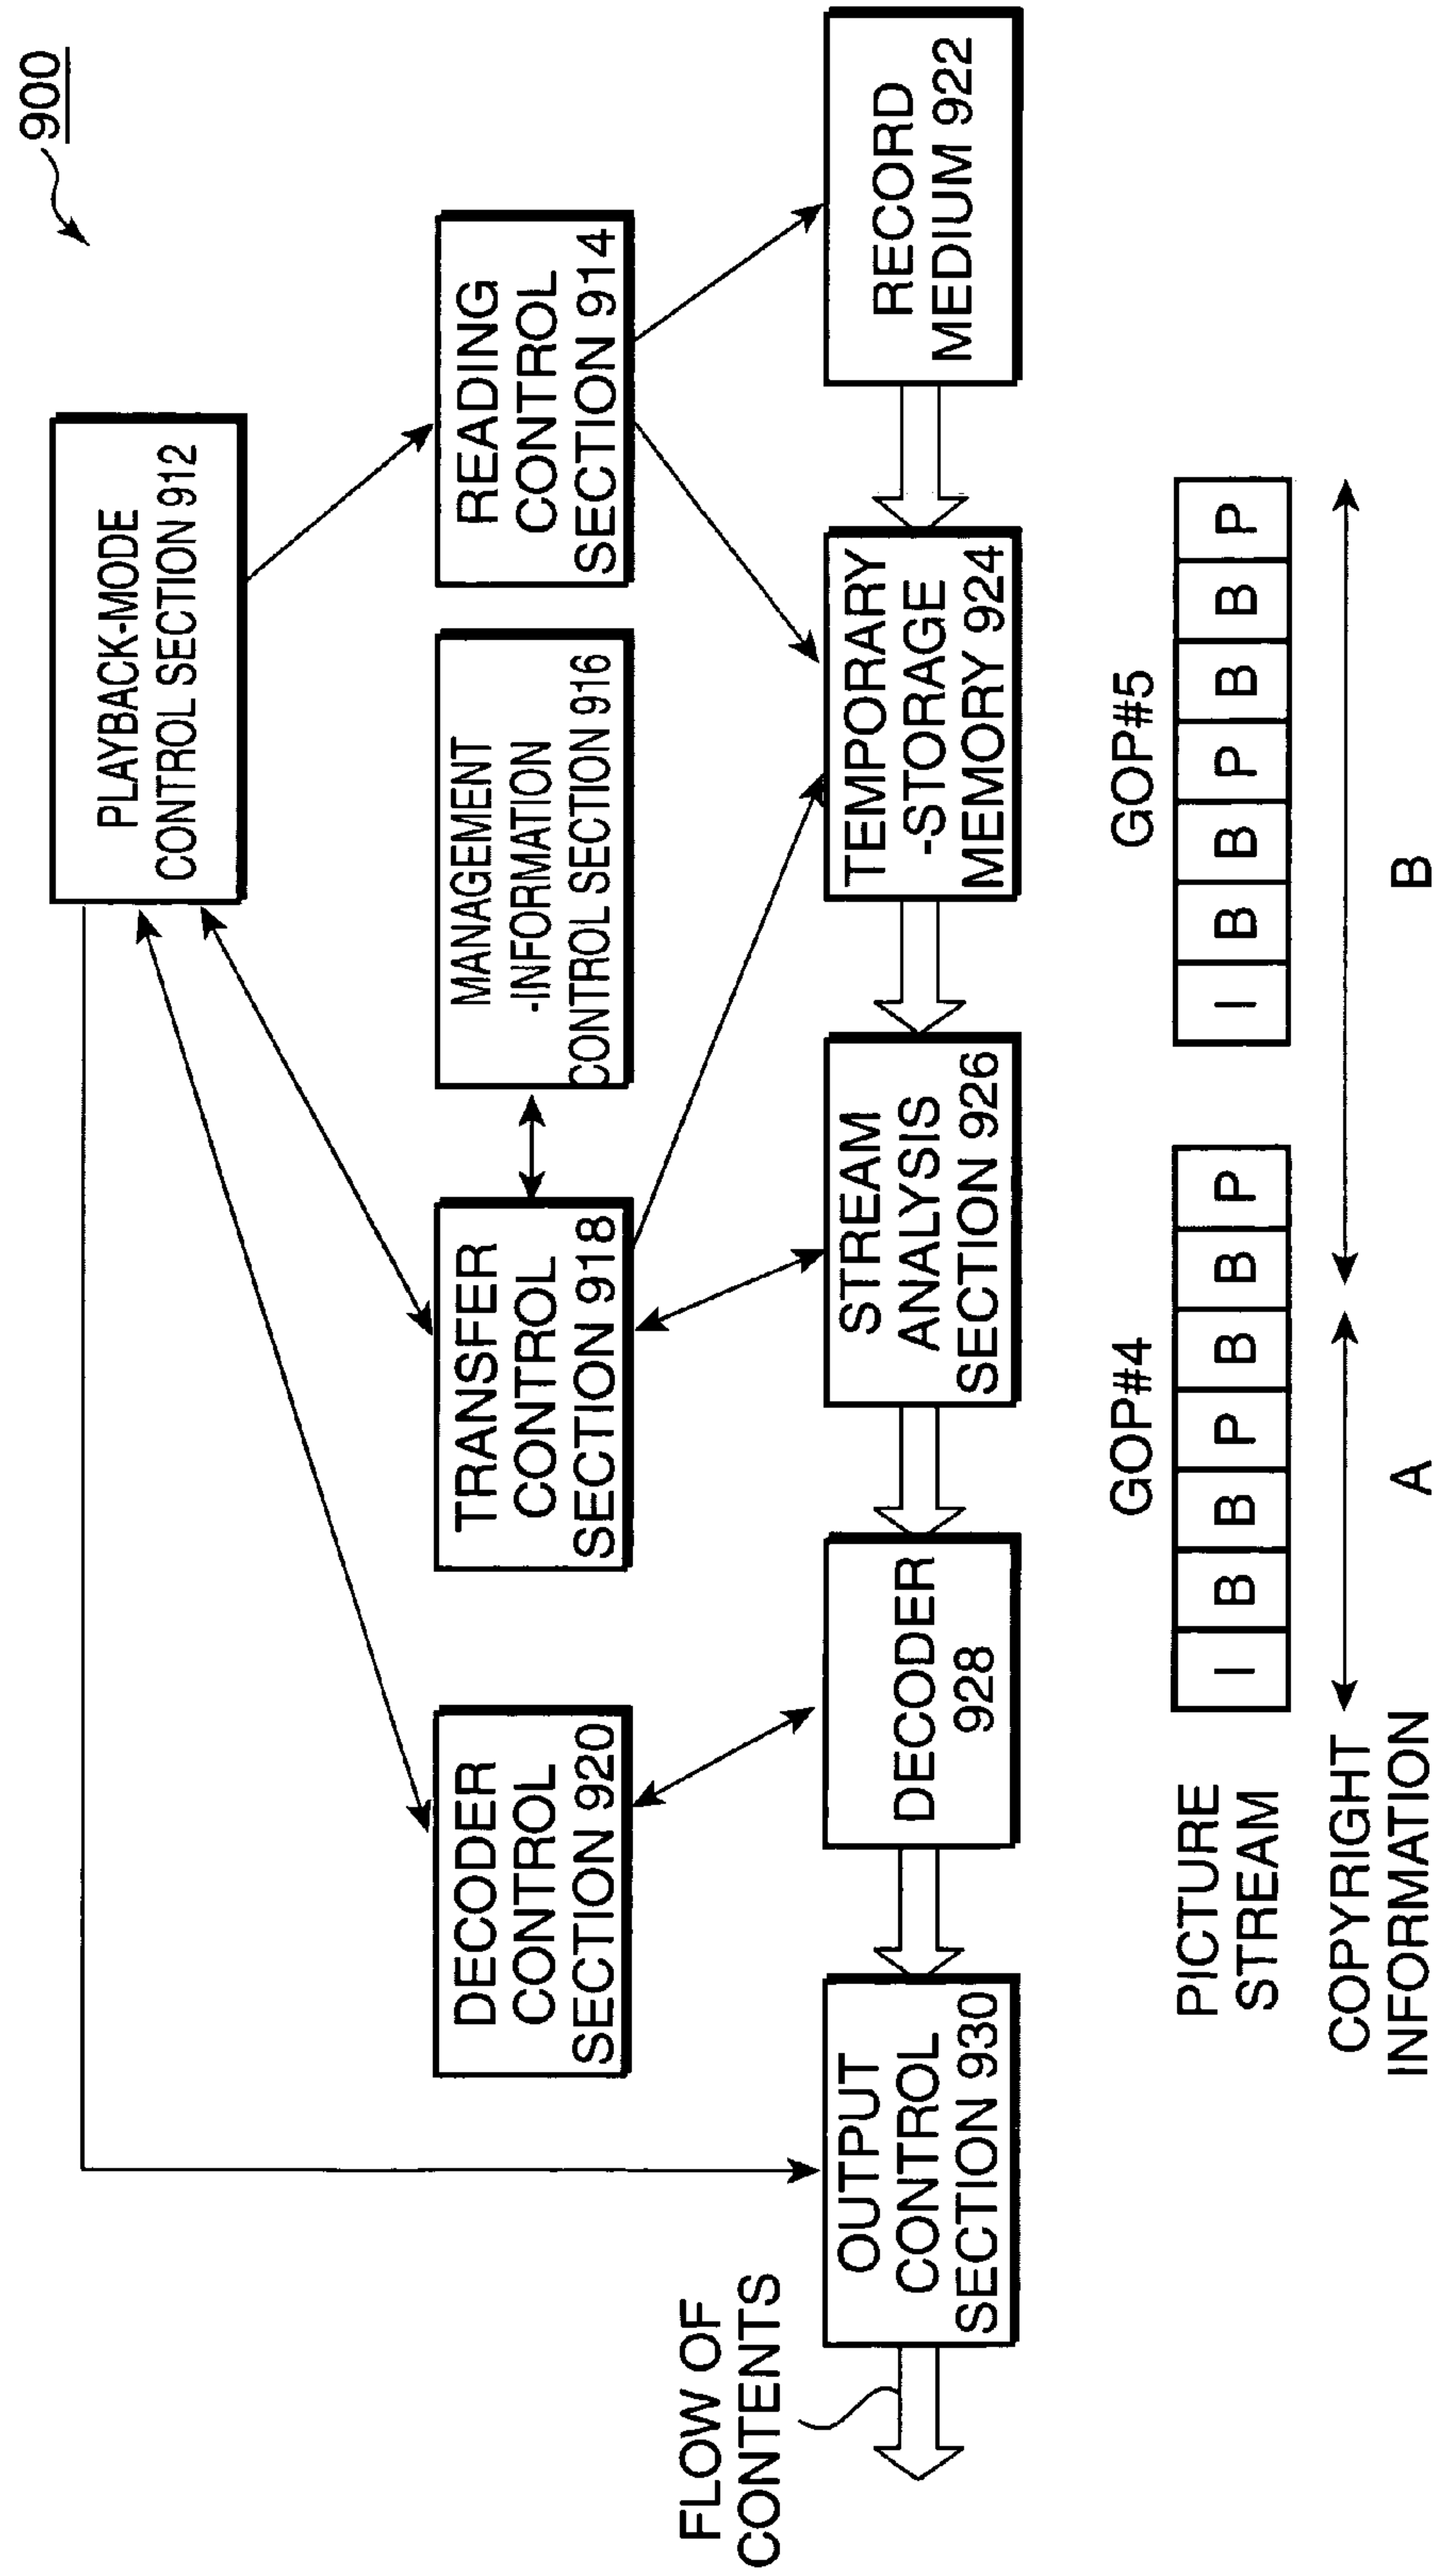 900
PLAYBACK-MODE
CONTROL SECTION 912
DECODER
CONTROL
SECTION 920
TRANSFER
CONTROL
SECTION 918
MANAGEMENT
-INFORMATION
CONTROL SECTION 916
READING
CONTROL
SECTION 914
FLOW OF
CONTENTS
OUTPUT
CONTROL
SECTION 930
DECODER
928
STREAM
ANALYSIS
SECTION 926
TEMPORARY
-STORAGE
MEMORY 924
RECORD
MEDIUM 922
GOP#4
GOP#5
PICTURE
STREAM
I B B P B B P
I B B P B B P
COPYRIGHT
INFORMATION
A
B